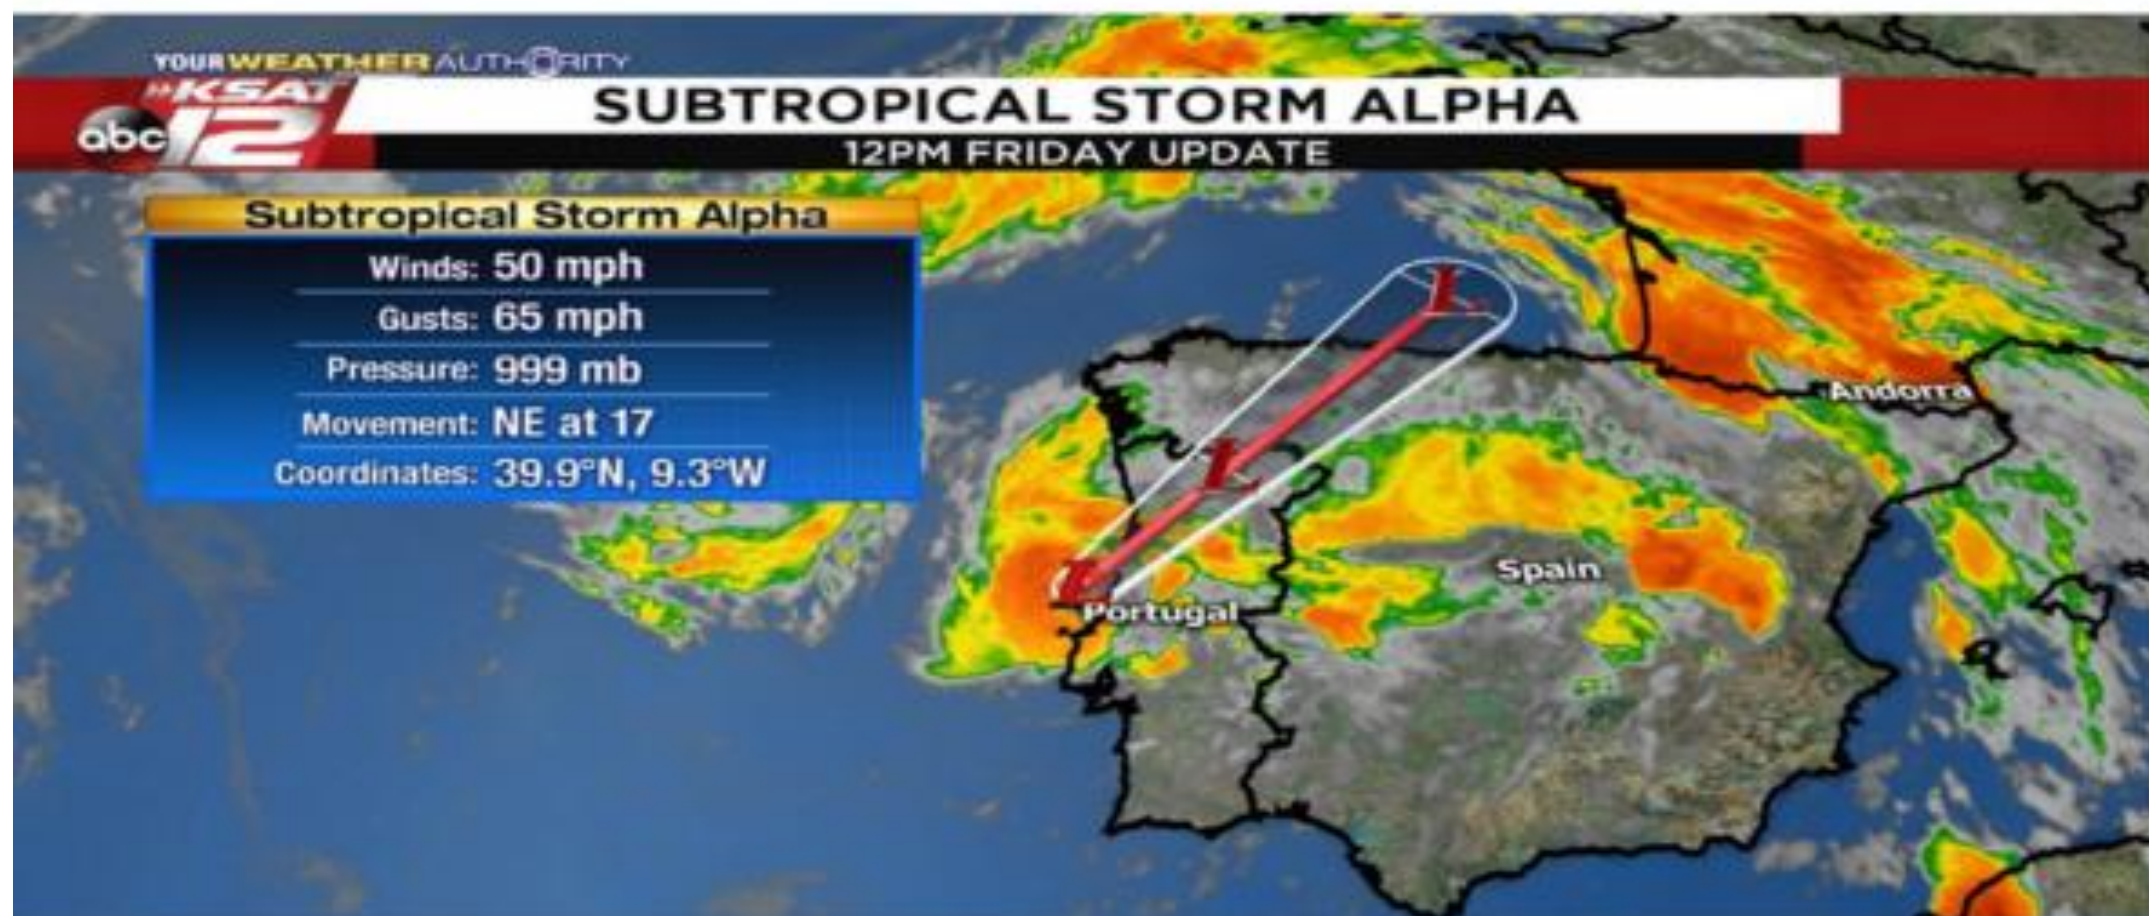 YOUR WEATHER AUTHORITY
KSAT
abc 12
SUBTROPICAL STORM ALPHA
12PM FRIDAY UPDATE
Subtropical Storm Alpha
Winds: 50 mph
Gusts: 65 mph
Pressure: 999 mb
Movement: NE at 17
Coordinates: 39.9°N, 9.3°W
L
Andorra
L
Spain
L
Portugal